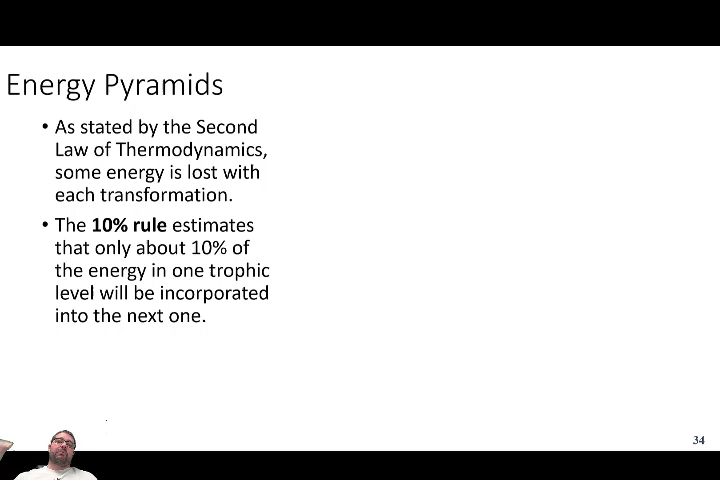 Energy Pyramids
• As stated by the Second
Law of Thermodynamics,
some energy is lost with
each transformation.
• The 10% rule estimates
that only about 10% of
the energy in one trophic
level will be incorporated
into the next one.
34